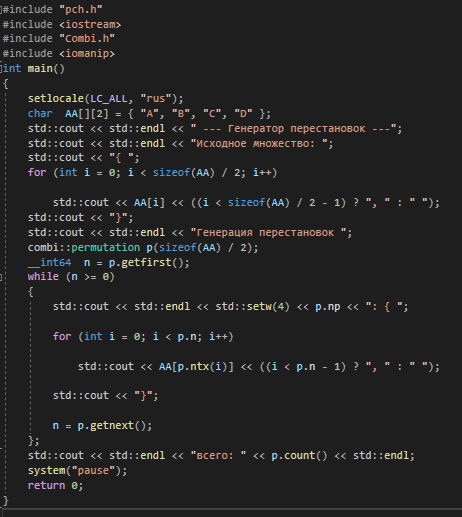 #include "pch.h"
#include <iostream>
#include "Combi.h"
#include <iomanip>
int main()
{
setlocale(LC_ALL, "rus");
char  AA[][2] = { "A", "B", "C", "D" };
std::cout << std::endl << " --- Генератор перестановок ---";
std::cout << std::endl << "Исходное множество: ";
std::cout << "{ ";
for (int i = 0; i < sizeof(AA) / 2; i++)
std::cout << AA[i] << ((i < sizeof(AA) / 2 - 1) ? ", " : " ");
std::cout << "}";
std::cout << std::endl << "Генерация перестановок ";
combi::permutation p(sizeof(AA) / 2);
__int64  n = p.getfirst();
while (n >= 0)
{
std::cout << std::endl << std::setw(4) << p.np << ": { ";
for (int i = 0; i < p.n; i++)
std::cout << AA[p.ntx(i)] << ((i < p.n - 1) ? ", " : " ");
std::cout << "}";
n = p.getnext();
};
std::cout << std::endl << "всего: " << p.count() << std::endl;
system("pause");
return 0;
}